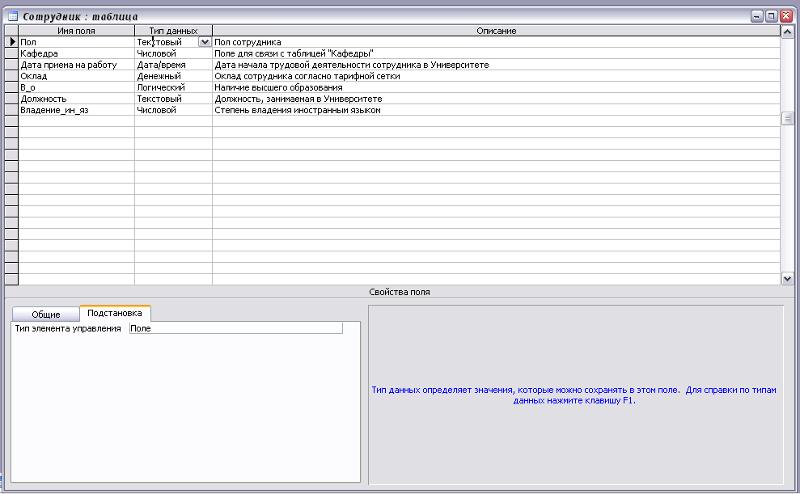 Сотрудник : таблица
Имя поля Тип данных Описание
Пол Текстовый Пол сотрудника
Кафедра Числовой Поле для связи с таблицей "Кафедры"
Дата приема на работу Дата/время Дата начала трудовой деятельности сотрудника в Университете
Оклад Денежный Оклад сотрудника согласно тарифной сетки
В_о Логический Наличие высшего образования
Должность Текстовый Должность, занимаемая в Университете
Владение_ин_яз Числовой Степень владения иностранным языком
Свойства поля
Общие Подстановка
Тип элемента управления Поле
Тип данных определяет значения, которые можно сохранять в этом поле. Для справки по типам
данных нажмите клавишу F1.